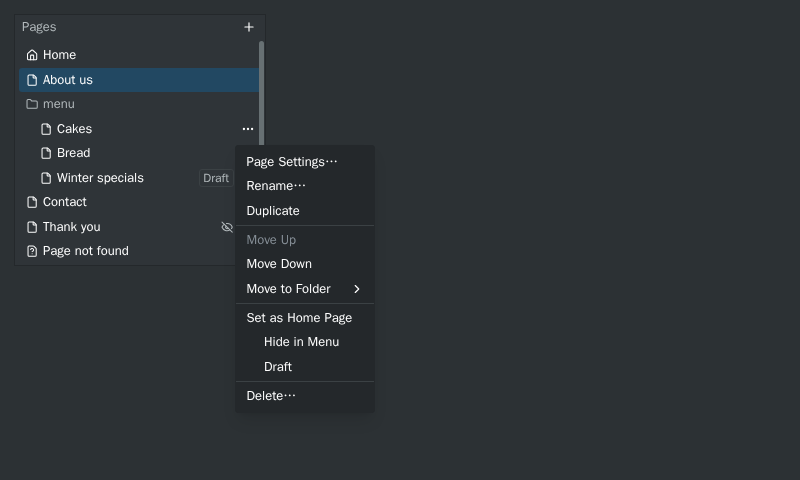 Pages
Home
About us
menu
Cakes
Bread
Winter specials Draft
Contact
Thank you
Page not found
Page Settings···
Rename···
Duplicate
Move Up
Move Down
Move to Folder
Set as Home Page
Hide in Menu
Draft
Delete···